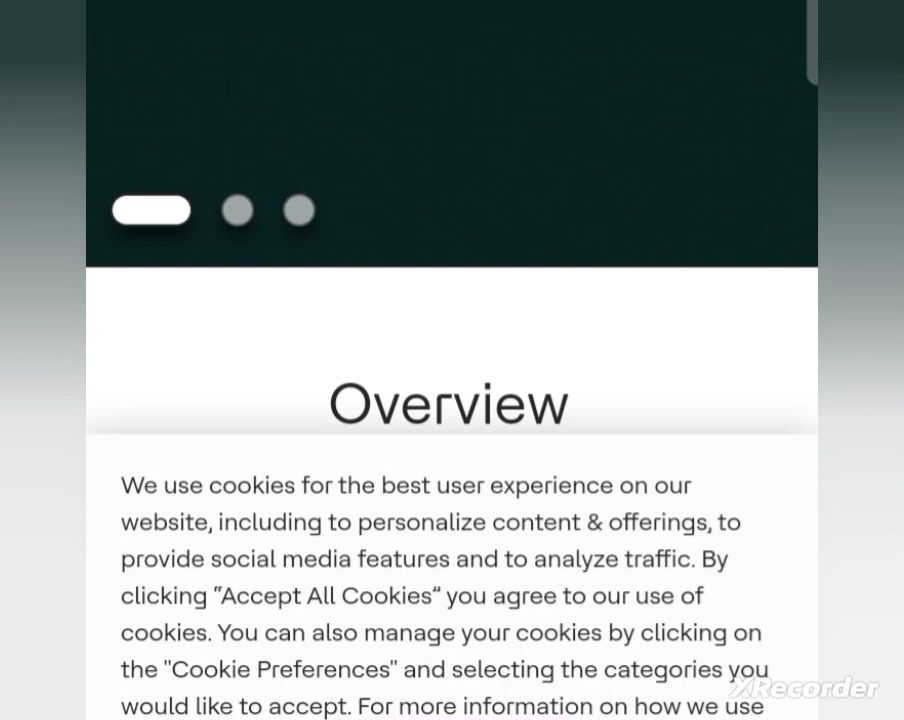 Overview
We use cookies for the best user experience on our
website, including to personalize content & offerings, to
provide social media features and to analyze traffic. By
clicking “Accept All Cookies“ you agree to our use of
cookies. You can also manage your cookies by clicking on
the "Cookie Preferences" and selecting the categories you
would like to accept. For more information on how we use
XRecorder